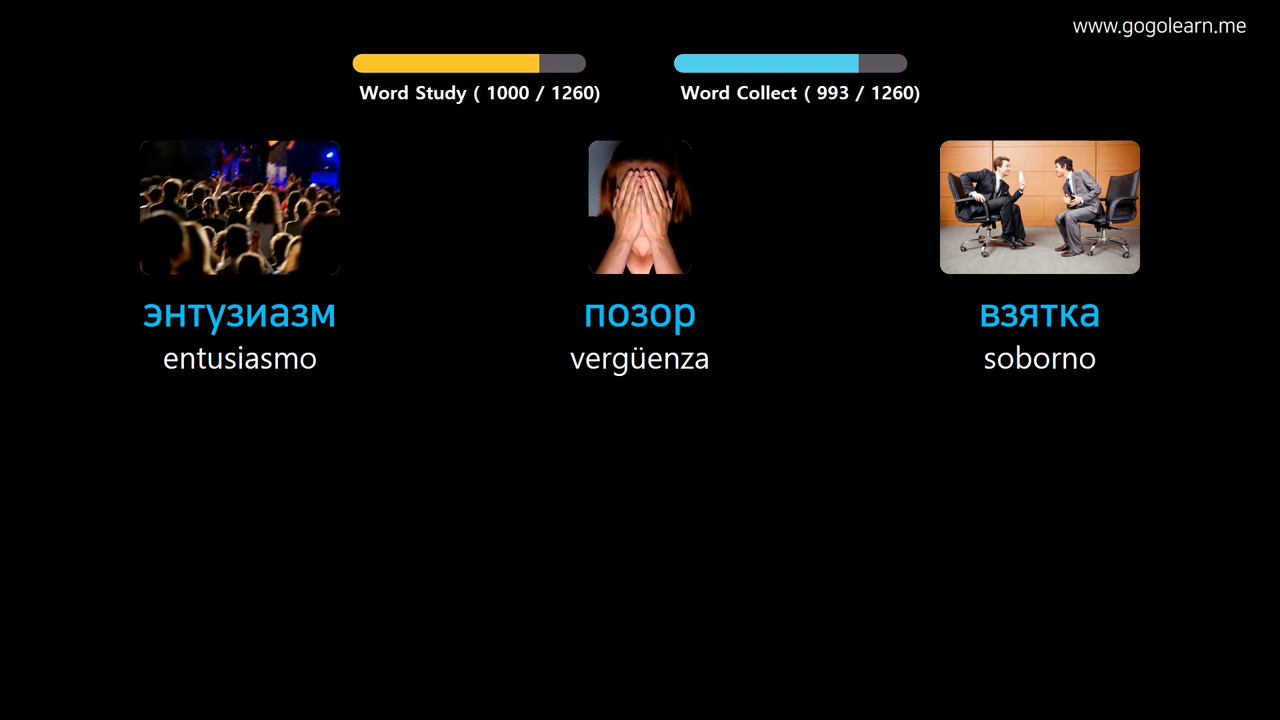 www.gogolearn.me
Word Study ( 1000 / 1260)
Word Collect ( 993 / 1260)
энтузиазм
позор
взятка
entusiasmo
vergüenza
soborno